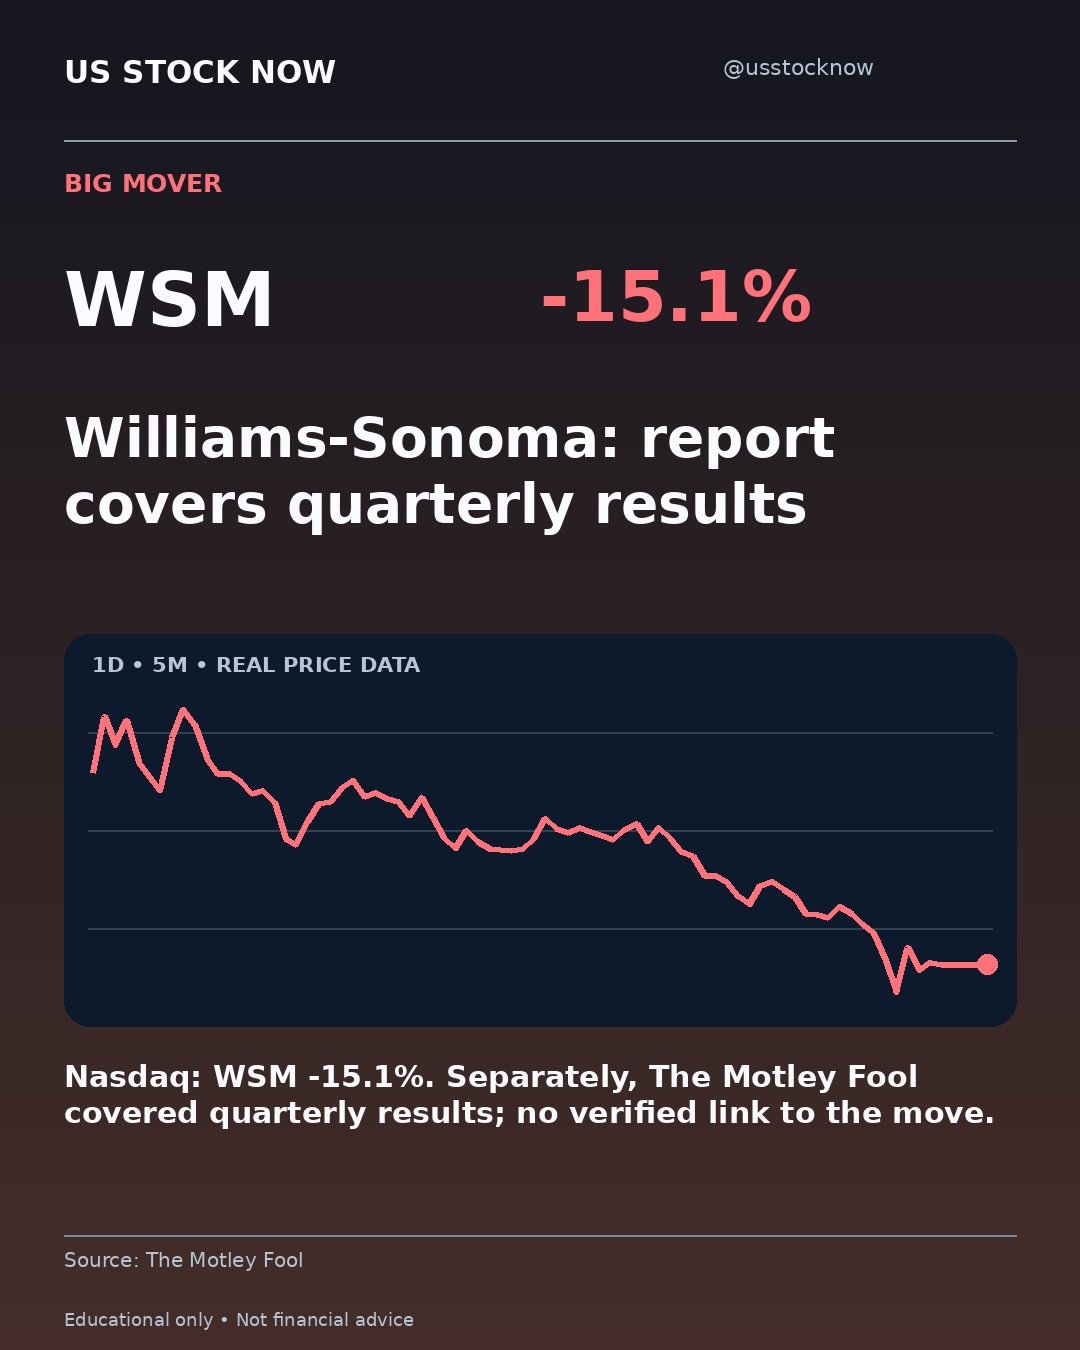 US STOCK NOW
@usstocknow
BIG MOVER
WSM
-15.1%
Williams-Sonoma: report
covers quarterly results
1D • 5M • REAL PRICE DATA
Nasdaq: WSM -15.1%. Separately, The Motley Fool
covered quarterly results; no verified link to the move.
Source: The Motley Fool
Educational only • Not financial advice